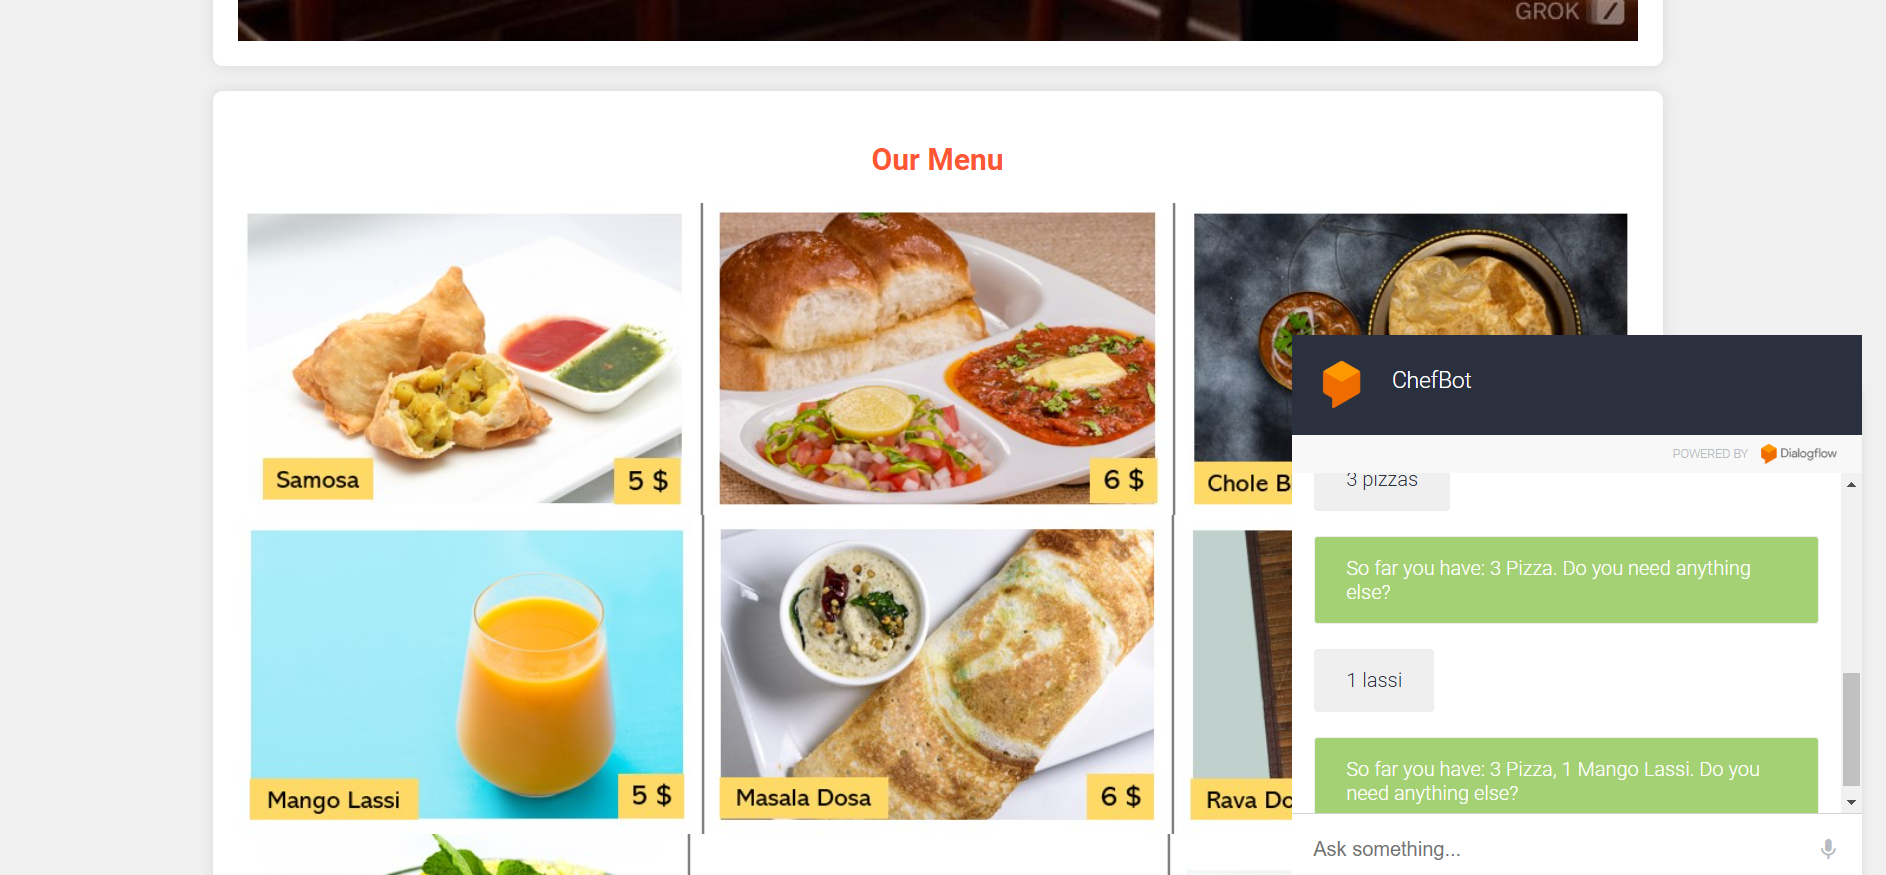 GROK
Our Menu
Samosa
5 $
6 $
Chole B
Mango Lassi
5 $
Masala Dosa
6 $
Rava Do
ChefBot
POWERED BY Dialogflow
3 pizzas
So far you have: 3 Pizza. Do you need anything
else?
1 lassi
So far you have: 3 Pizza, 1 Mango Lassi. Do you
need anything else?
Ask something...